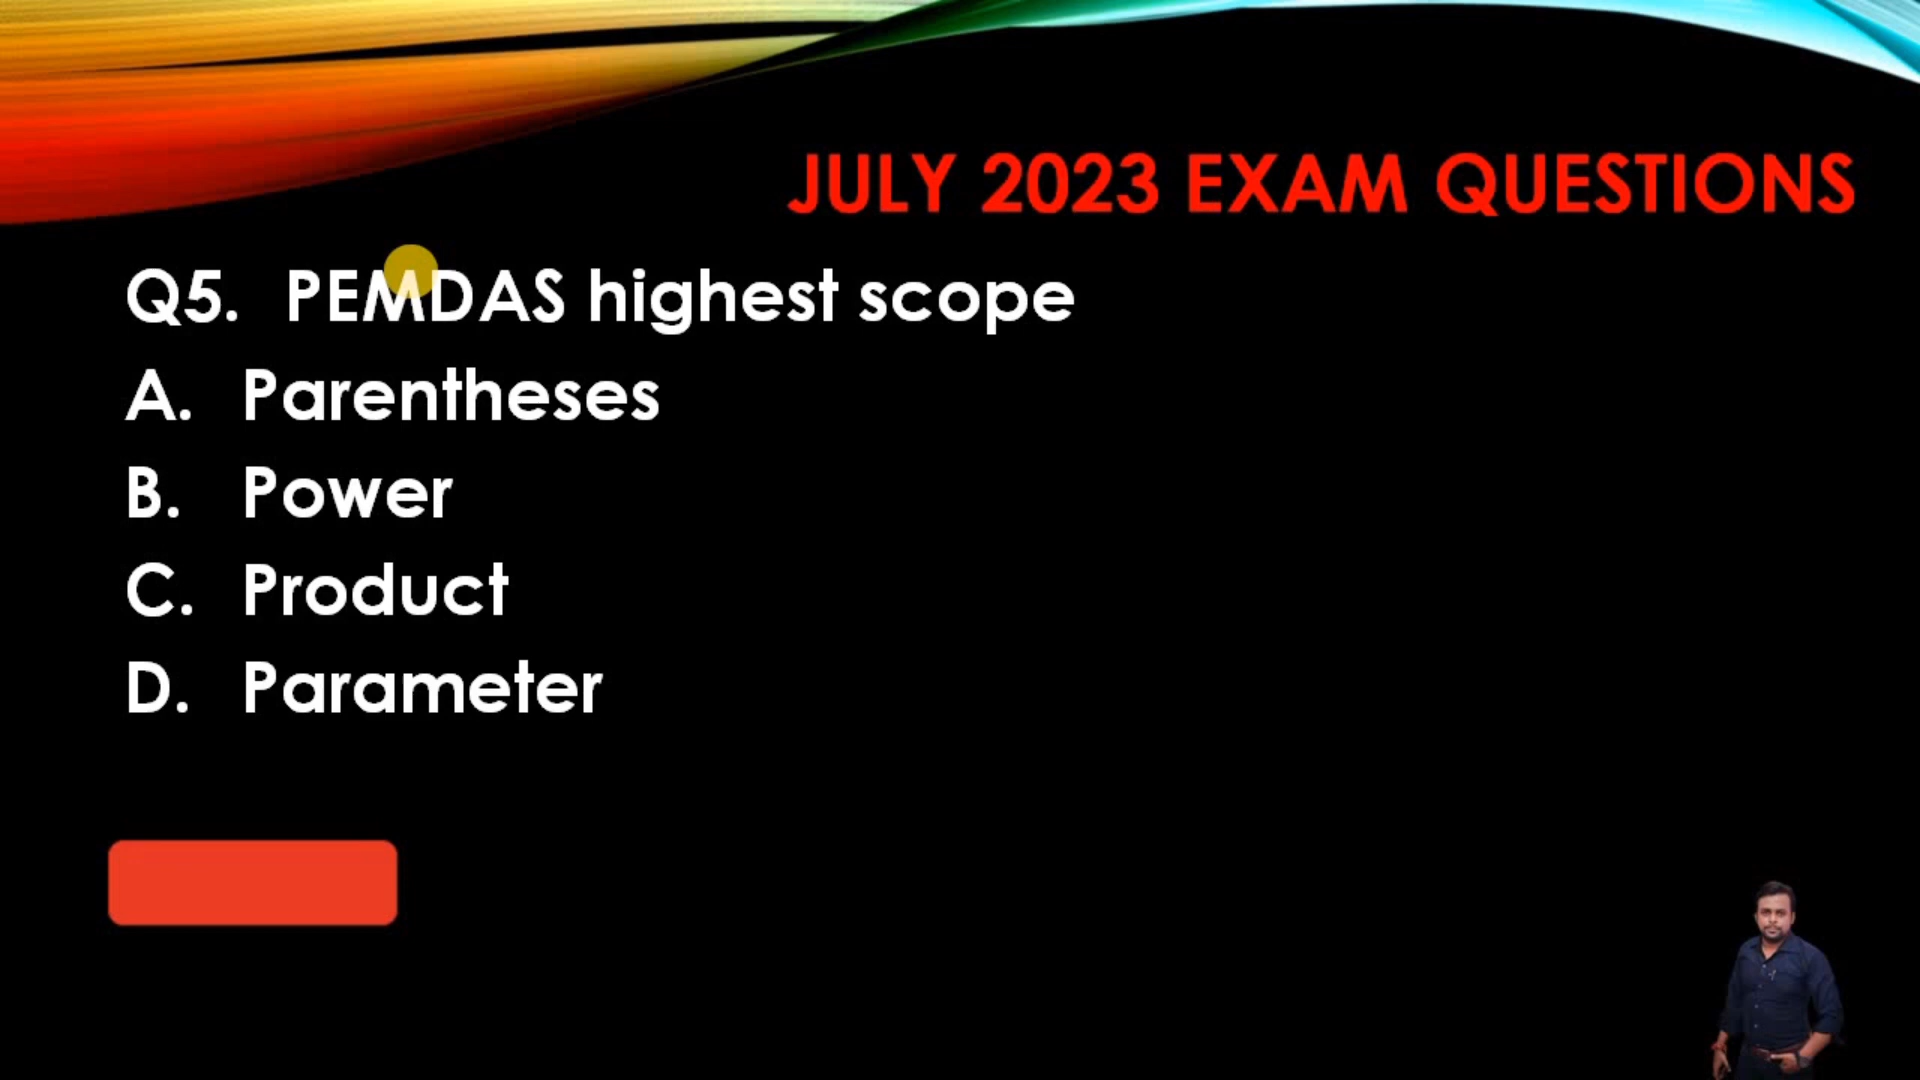 JULY 2023 EXAM QUESTIONS
Q5. PEMDAS highest scope
A. Parentheses
B. Power
C. Product
D. Parameter